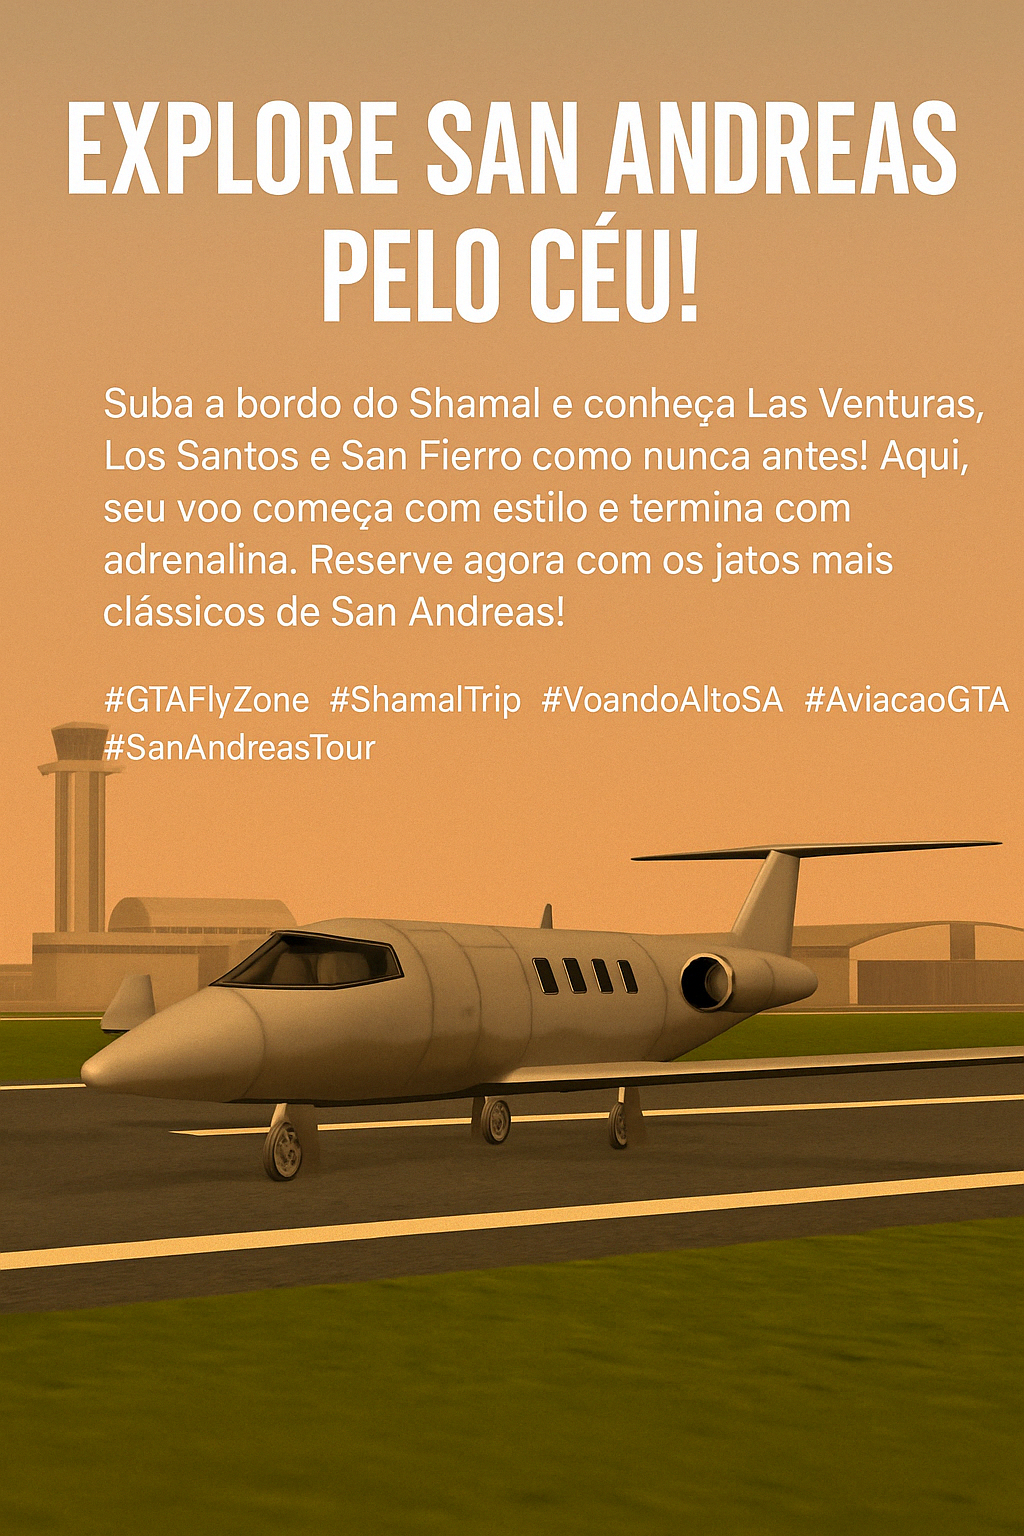 EXPLORE SAN ANDREAS
PELO CÉU!
Suba a bordo do Shamal e conheça Las Venturas,
Los Santos e San Fierro como nunca antes! Aqui,
seu voo começa com estilo e termina com
adrenalina. Reserve agora com os jatos mais
clássicos de San Andreas!
#GTAFlyZone #ShamalTrip #VoandoAltoSA #AviacaoGTA
#SanAndreasTour